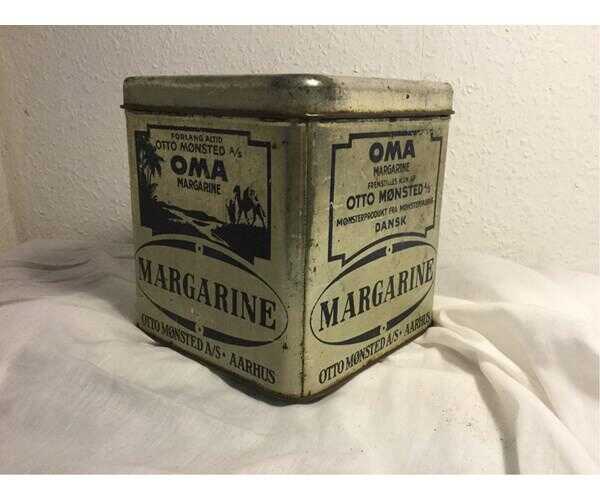 FORLANG ALTID
OTTO MØNSTED A/S
OMA
MARGARINE
MARGARINE
OTTO MØNSTED A/S • AARHUS
OMA
MARGARINE
FREMSTILLES KUN AF
OTTO MØNSTED A/S
MØNSTERPRODUKT FRA MØNSTERFABRIK
DANSK
MARGARINE
OTTO MØNSTED A/S • AARHUS